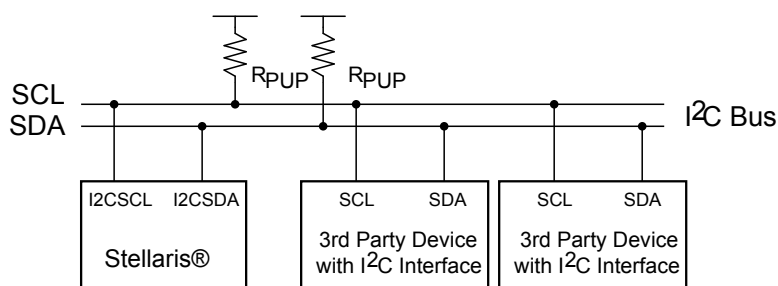 RPUP RPUP
SCL
SDA
I²C Bus
I2CSCL I2CSDA SCL SDA SCL SDA
Stellaris®
3rd Party Device
with I²C Interface
3rd Party Device
with I²C Interface